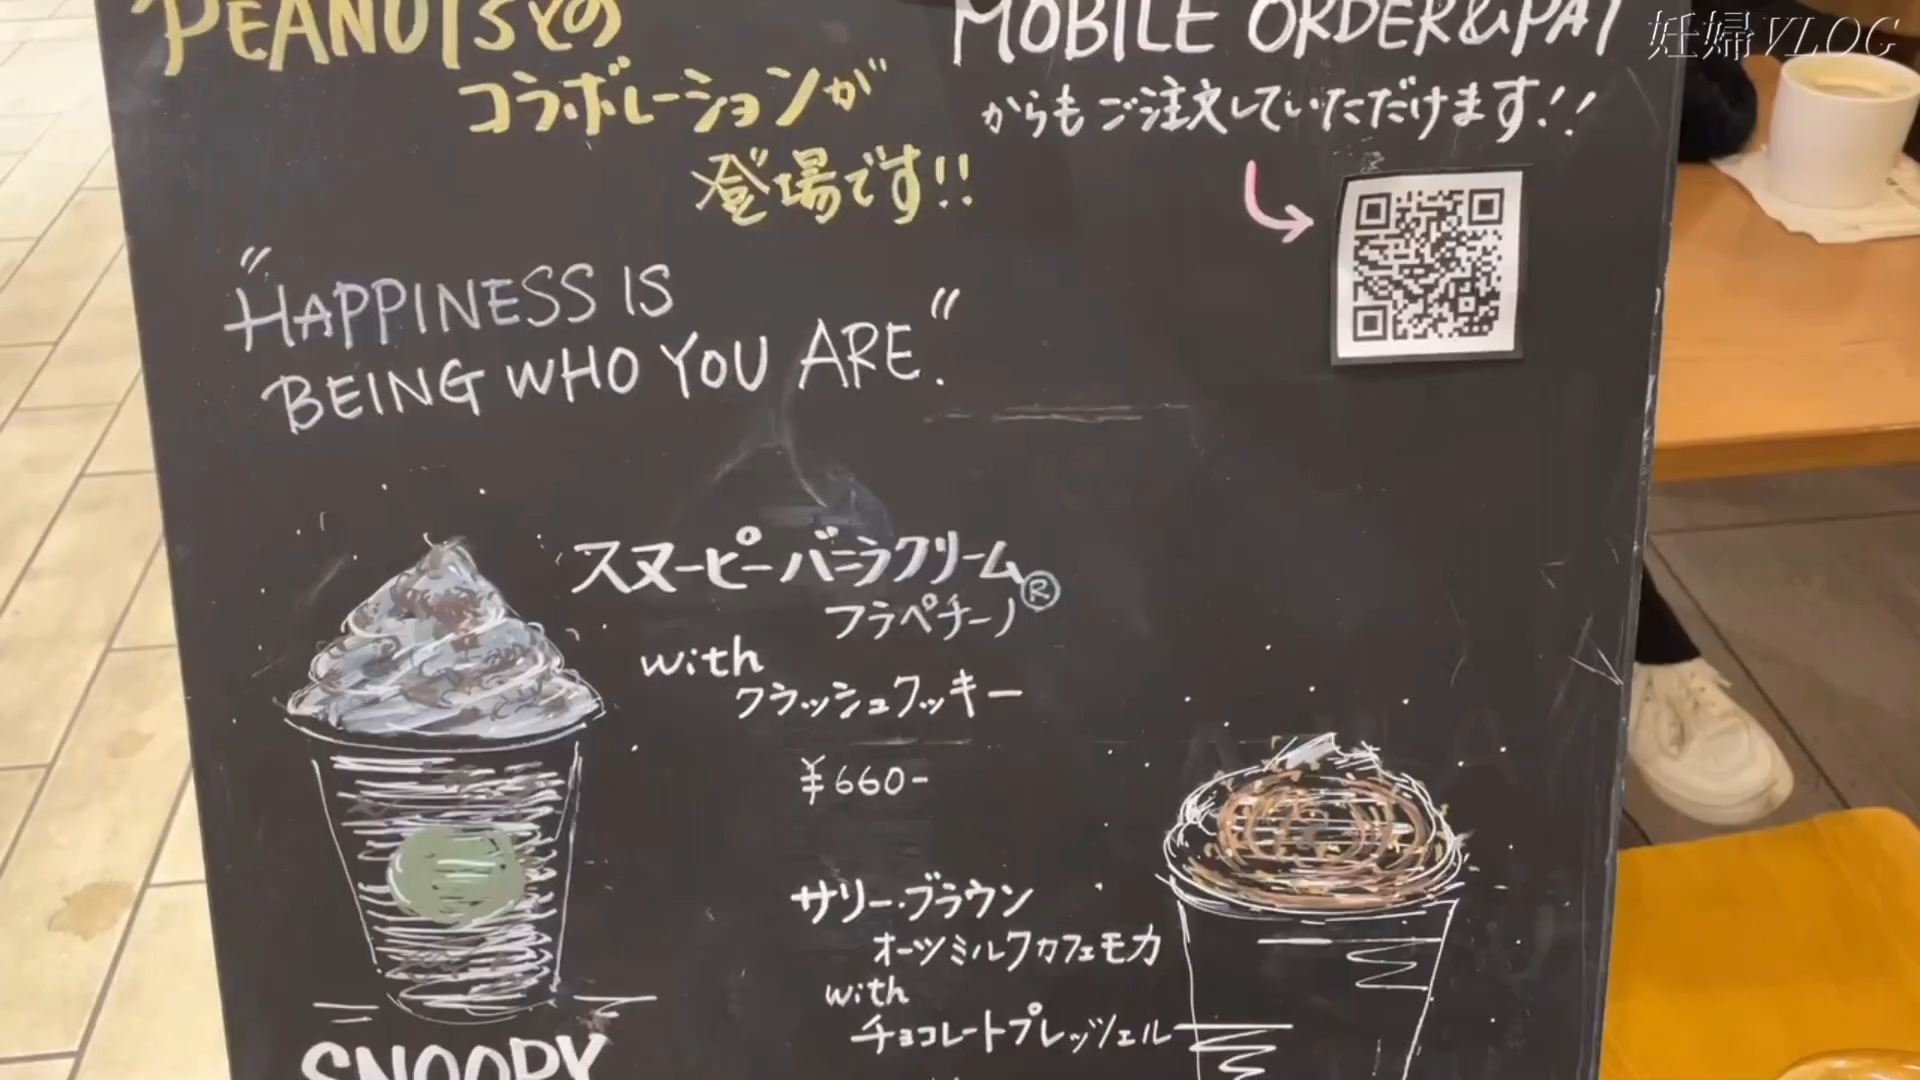 PEANUTSとの
コラボレーションが
登場です!!
"HAPPINESS IS
BEING WHO YOU ARE."
MOBILE ORDER&PAY
からもご注文していただけます!!
妊婦VLOG
スヌーピーバニラクリーム
フラペチーノ®
with
クラッシュクッキー
¥660-
サリー・ブラウン
オーツミルクカフェモカ
with
チョコレートプレッツェル
SNOOPY